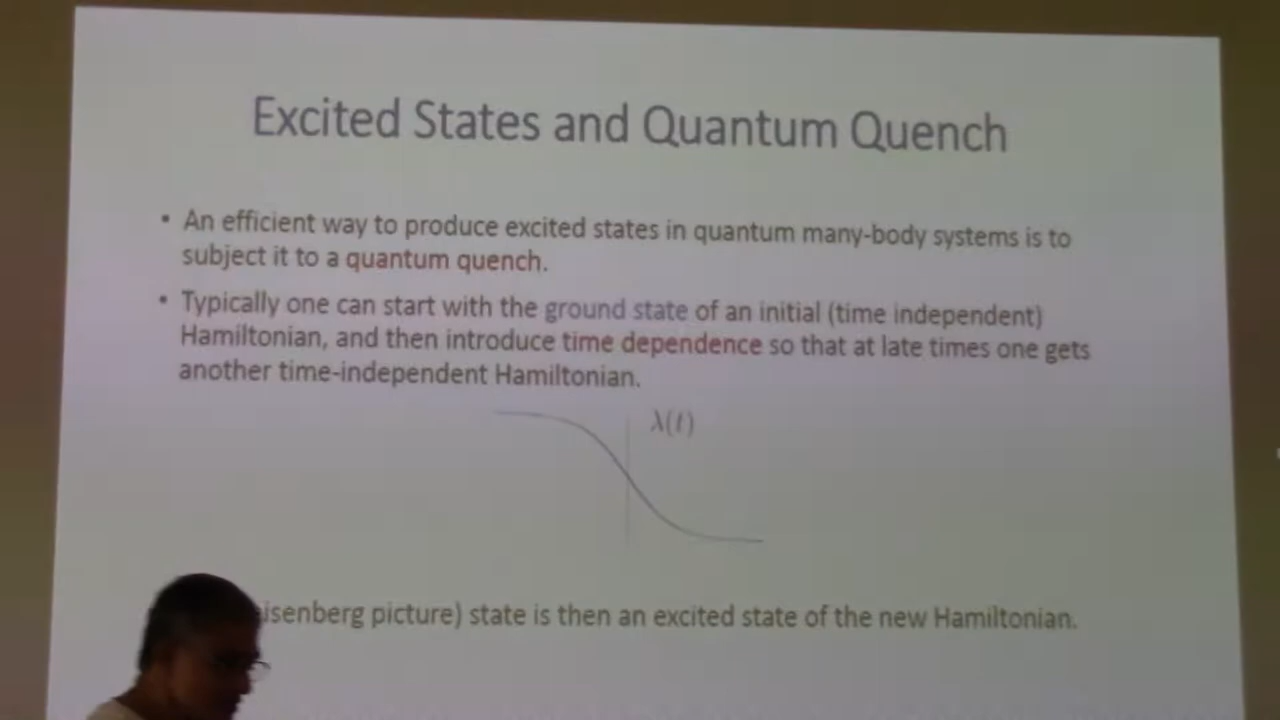 Excited States and Quantum Quench
• An efficient way to produce excited states in quantum many-body systems is to
subject it to a quantum quench.
• Typically one can start with the ground state of an initial (time independent)
Hamiltonian, and then introduce time dependence so that at late times one gets
another time-independent Hamiltonian.
λ(t)
isenberg picture) state is then an excited state of the new Hamiltonian.